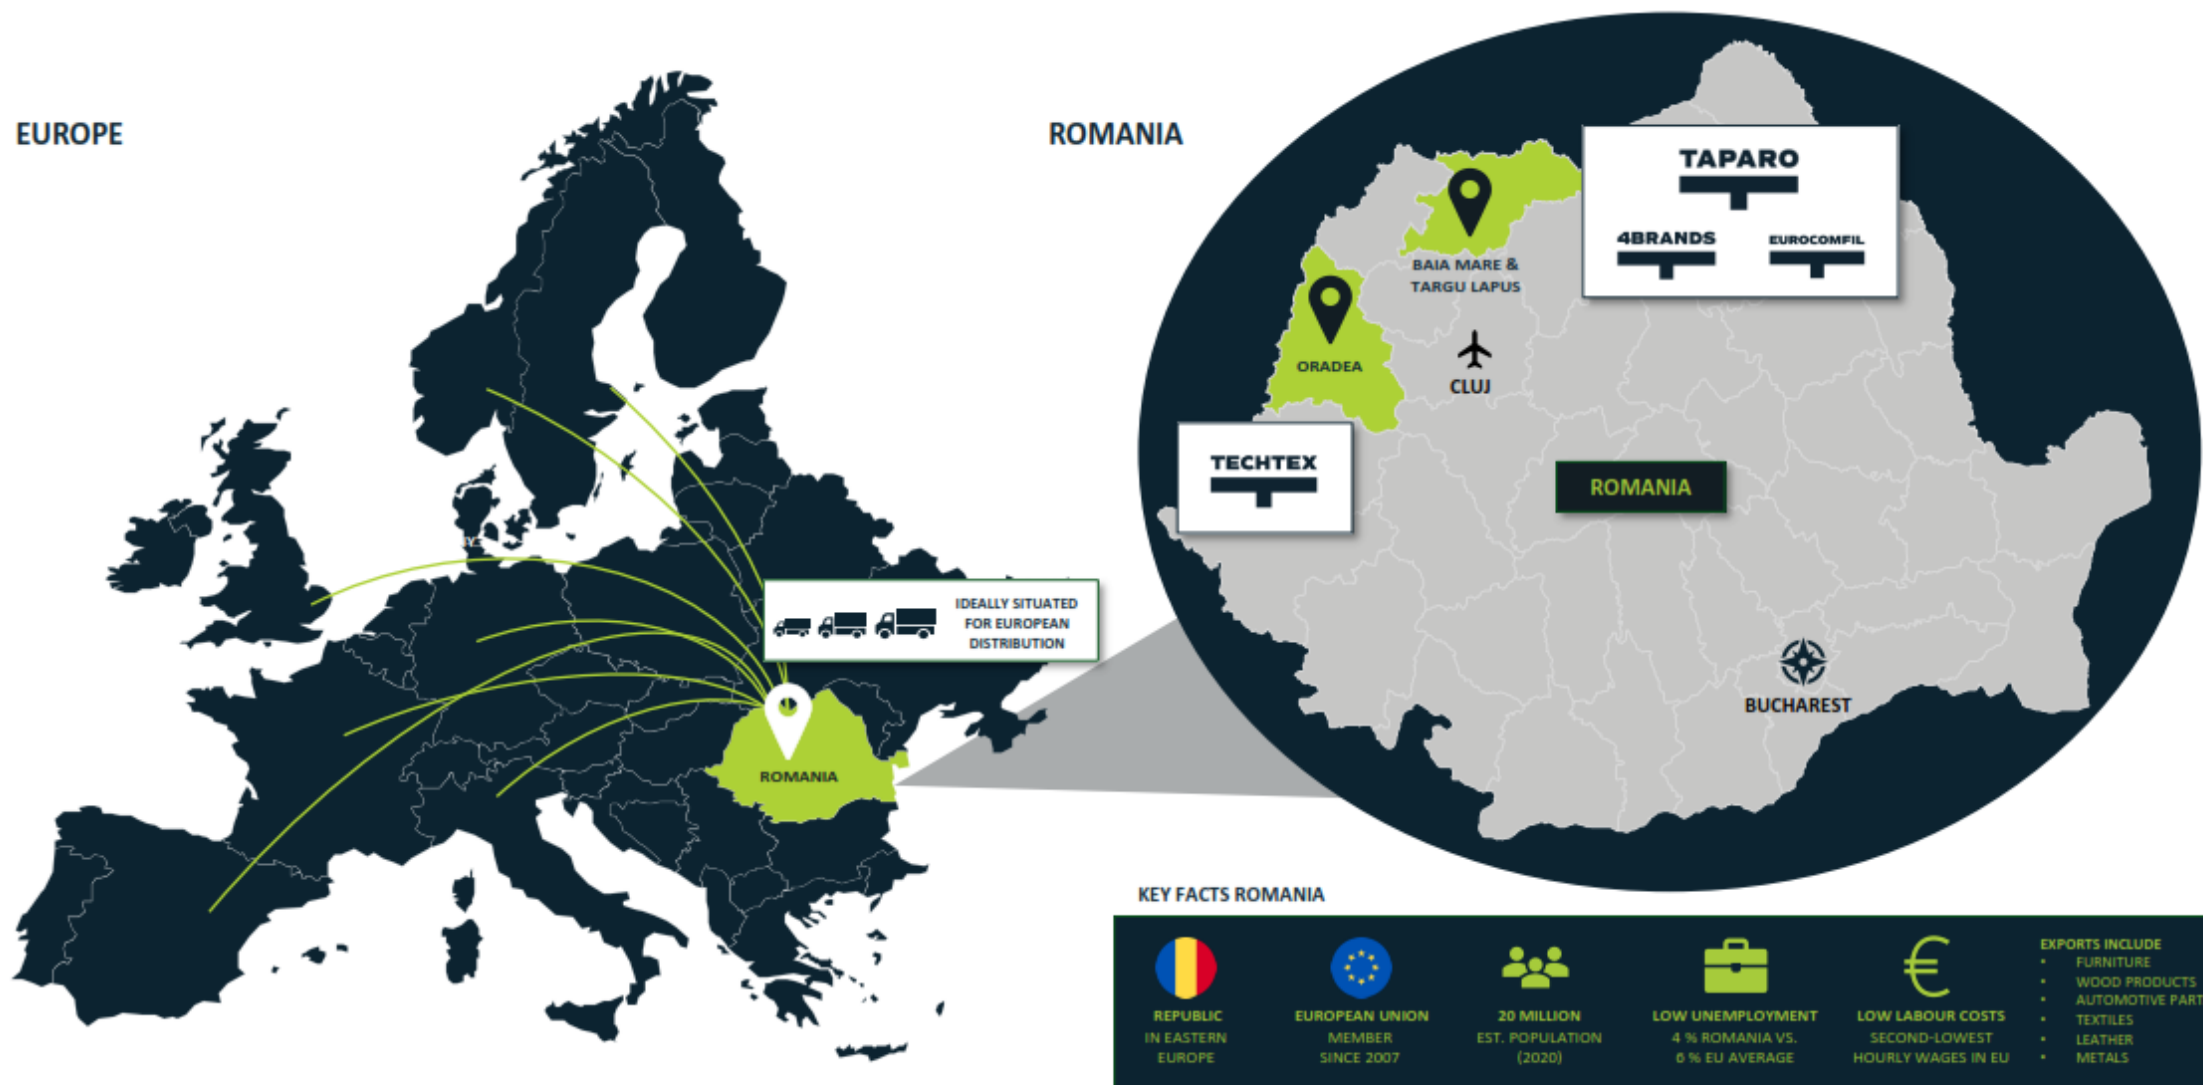 EUROPE
ROMANIA
TAPARO
4BRANDS
EUROCOMFIL
BAIA MARE &
TARGU LAPUS
ORADEA
CLUJ
TECHTEX
ROMANIA
BUCHAREST
IDEALLY SITUATED
FOR EUROPEAN
DISTRIBUTION
ROMANIA
KEY FACTS ROMANIA
REPUBLIC
IN EASTERN
EUROPE
EUROPEAN UNION
MEMBER
SINCE 2007
20 MILLION
EST. POPULATION
(2020)
LOW UNEMPLOYMENT
4 % ROMANIA VS.
6 % EU AVERAGE
LOW LABOUR COSTS
SECOND-LOWEST
HOURLY WAGES IN EU
EXPORTS INCLUDE
• FURNITURE
• WOOD PRODUCTS
• AUTOMOTIVE PART
• TEXTILES
• LEATHER
• METALS